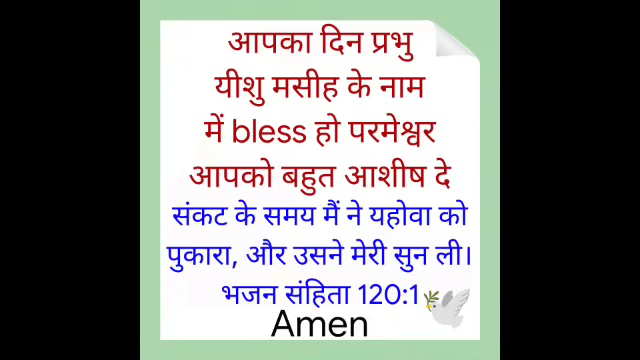 आपका दिन प्रभु
यीशु मसीह के नाम
में bless हो परमेश्वर
आपको बहुत आशीष दे
संकट के समय मैं ने यहोवा को
पुकारा, और उसने मेरी सुन ली।
भजन संहिता 120:1
Amen